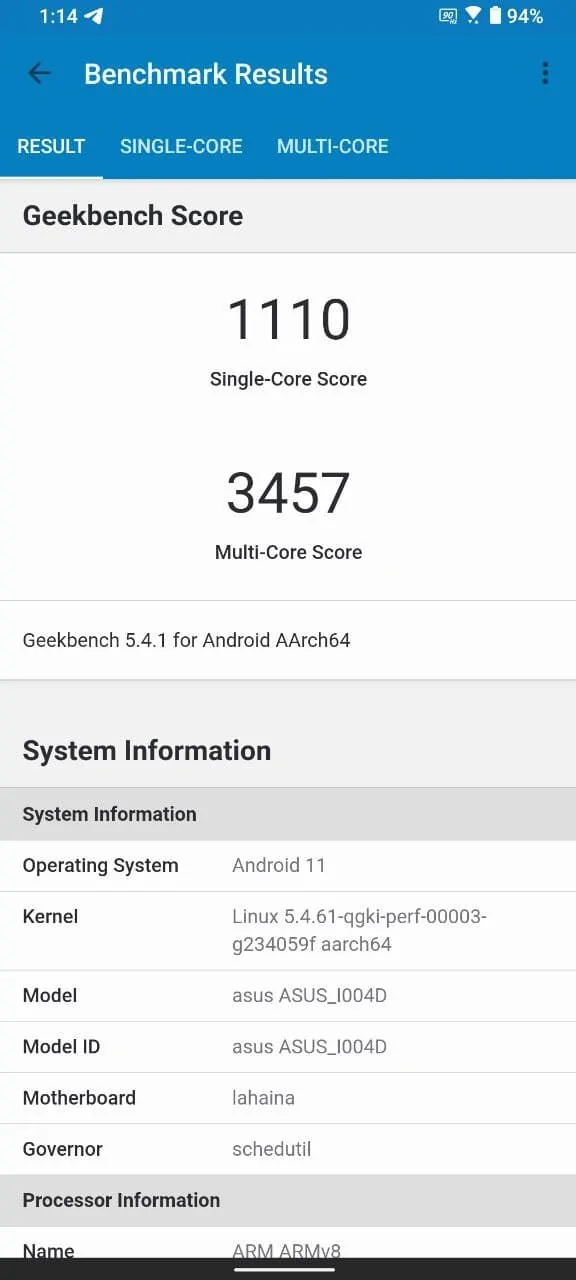 1:14 90 Hz 94%
Benchmark Results
RESULT SINGLE-CORE MULTI-CORE
Geekbench Score
1110
Single-Core Score
3457
Multi-Core Score
Geekbench 5.4.1 for Android AArch64
System Information
System Information
Operating System Android 11
Kernel Linux 5.4.61-qgki-perf-00003-
g234059f aarch64
Model asus ASUS_I004D
Model ID asus ASUS_I004D
Motherboard lahaina
Governor schedutil
Processor Information
Name ARM ARMv8